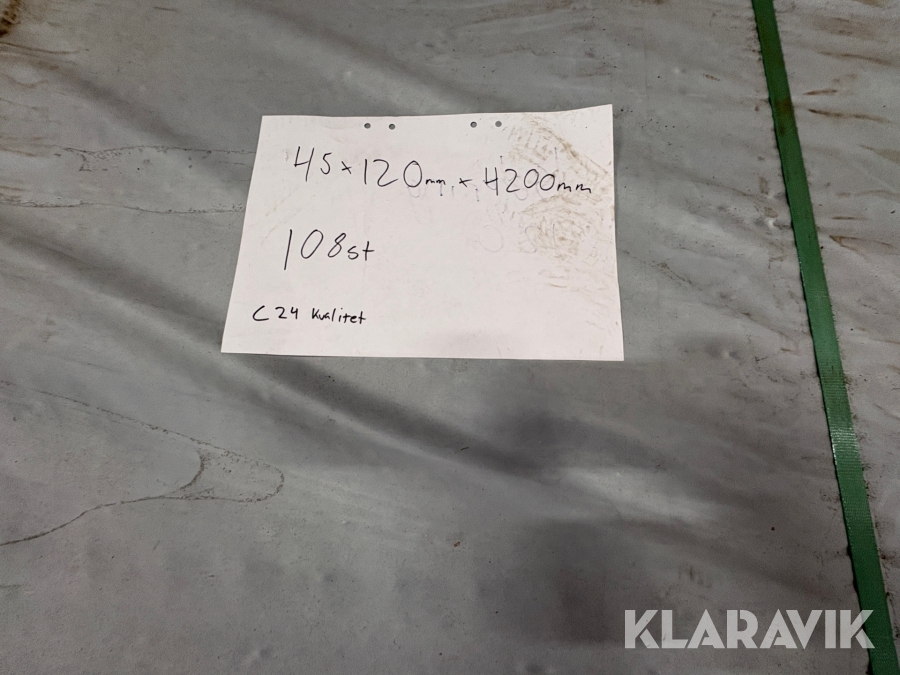 45x120mm x 4200mm
108st
C24 Kvalitet
KLARAVIK